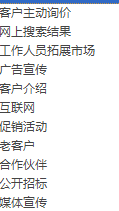 客户主动询价
网上搜索结果
工作人员拓展市场
广告宣传
客户介绍
互联网
促销活动
老客户
合作伙伴
公开招标
媒体宣传